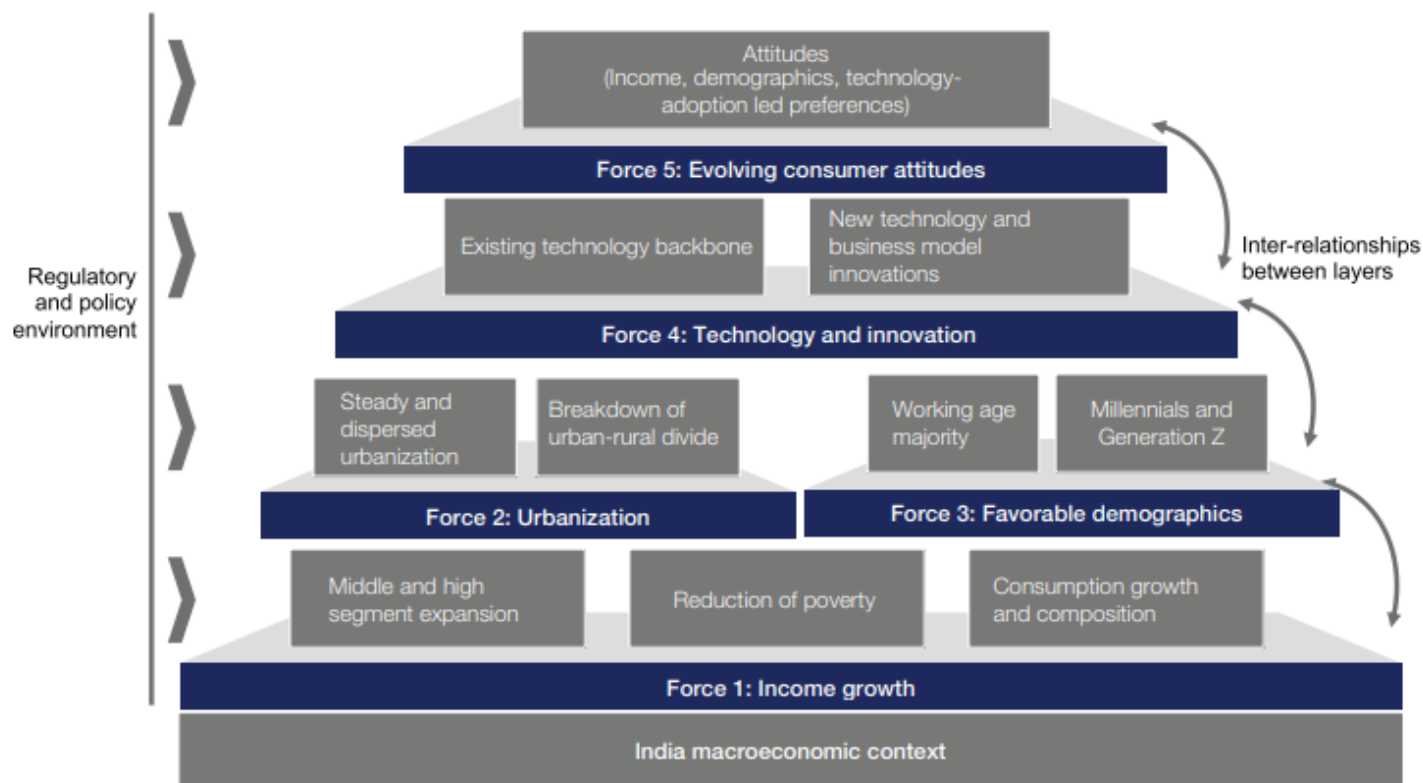 Attitudes
(Income, demographics, technology-
adoption led preferences)
Force 5: Evolving consumer attitudes
Existing technology backbone
New technology and
business model
innovations
Inter-relationships
between layers
Regulatory
and policy
environment
Force 4: Technology and innovation
Steady and
dispersed
urbanization
Breakdown of
urban-rural divide
Working age
majority
Millennials and
Generation Z
Force 2: Urbanization
Force 3: Favorable demographics
Middle and high
segment expansion
Reduction of poverty
Consumption growth
and composition
Force 1: Income growth
India macroeconomic context